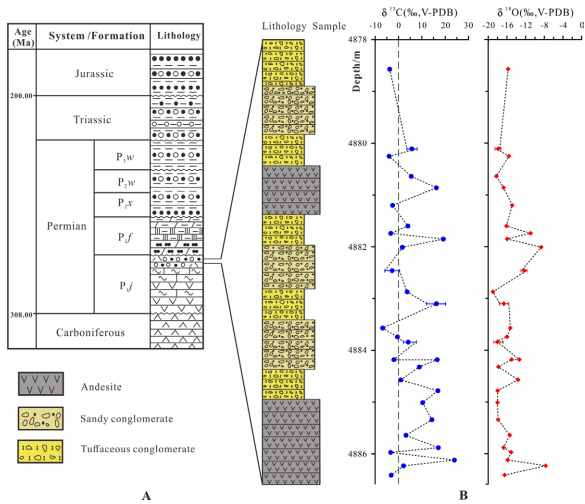 Age
(Ma)
System /Formation
Lithology
Jurassic
200.00
Triassic
P₃w
P₂w
P₂x
Permian
P₁f
P₁j
308.00
Carboniferous
Andesite
Sandy conglomerate
Tuffaceous conglomerate
A
Lithology Sample
δ ¹³C(‰,V-PDB)
-10 0 10 20 30
δ ¹⁸O(‰,V-PDB)
-20 -16 -12 -8 -4
Depth/m
4878
4880
4882
4884
4886
B